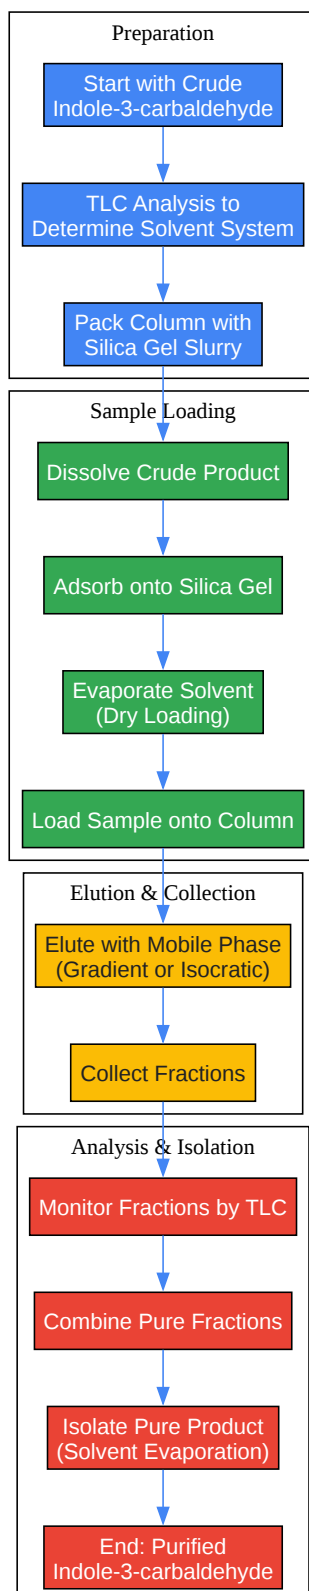 Preparation
Start with Crude
Indole-3-carbaldehyde
TLC Analysis to
Determine Solvent System
Pack Column with
Silica Gel Slurry
Sample Loading
Dissolve Crude Product
Adsorb onto Silica Gel
Evaporate Solvent
(Dry Loading)
Load Sample onto Column
Elution & Collection
Elute with Mobile Phase
(Gradient or Isocratic)
Collect Fractions
Analysis & Isolation
Monitor Fractions by TLC
Combine Pure Fractions
Isolate Pure Product
(Solvent Evaporation)
End: Purified
Indole-3-carbaldehyde